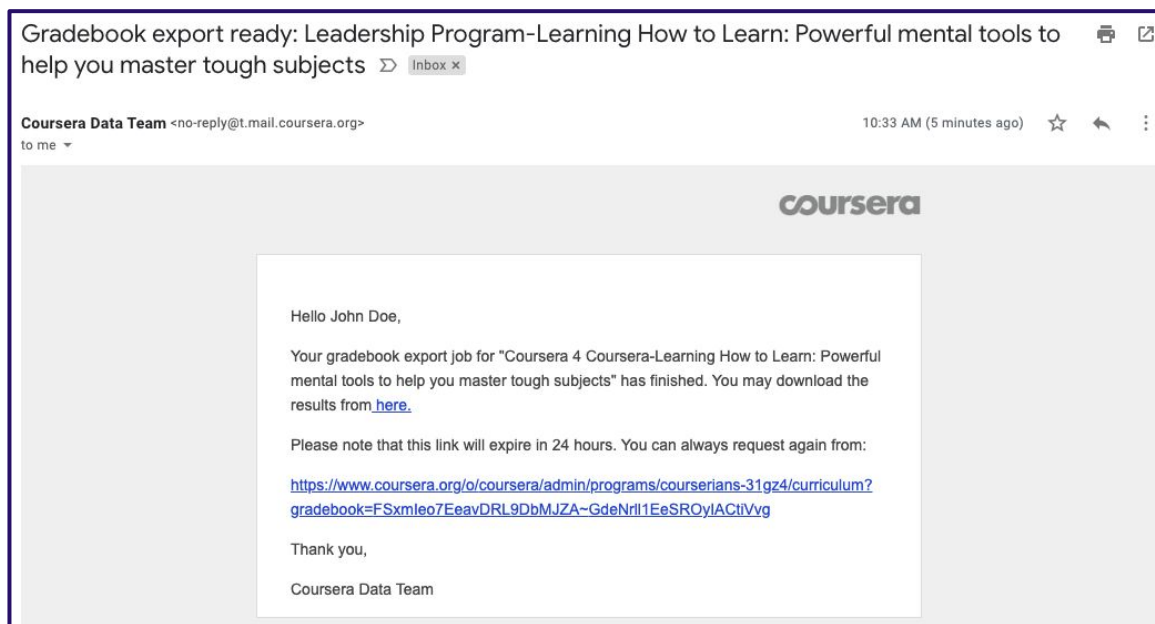 Gradebook export ready: Leadership Program-Learning How to Learn: Powerful mental tools to
help you master tough subjects Inbox ×
Coursera Data Team <no-reply@t.mail.coursera.org> 10:33 AM (5 minutes ago)
to me
coursera
Hello John Doe,
Your gradebook export job for "Coursera 4 Coursera-Learning How to Learn: Powerful
mental tools to help you master tough subjects" has finished. You may download the
results from here.
Please note that this link will expire in 24 hours. You can always request again from:
https://www.coursera.org/o/coursera/admin/programs/courserians-31gz4/curriculum?
gradebook=FSxmIeo7EeavDRL9DbMJZA~GdeNrlI1EeSROyIACtiVvg
Thank you,
Coursera Data Team